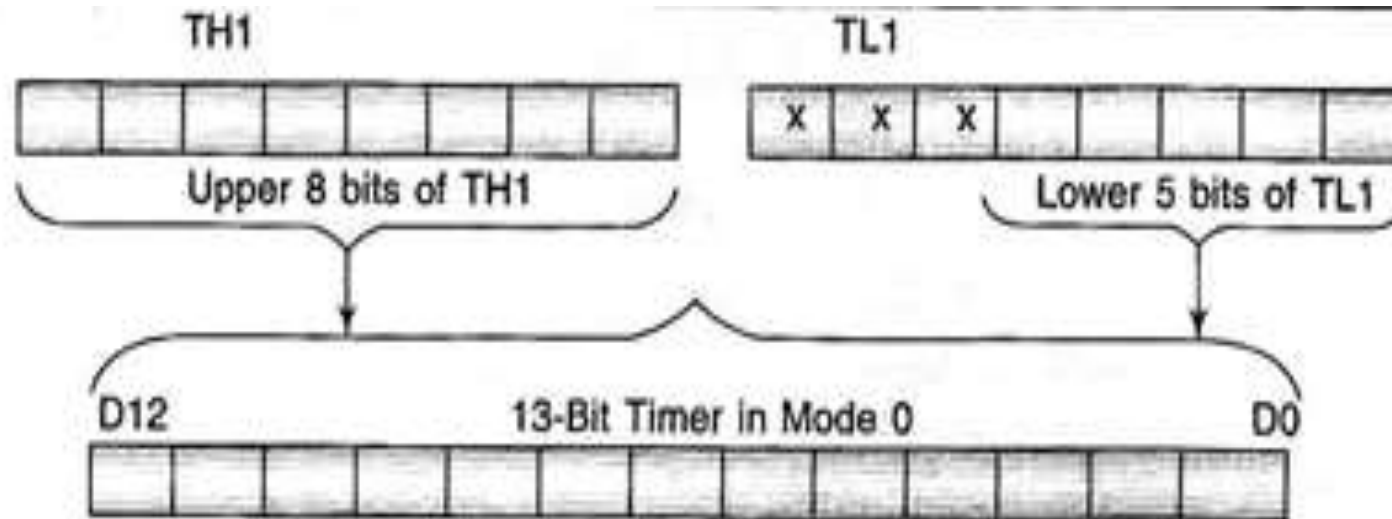 TH1 TL1
x x x
Upper 8 bits of TH1 Lower 5 bits of TL1
D12 13-Bit Timer in Mode 0 D0